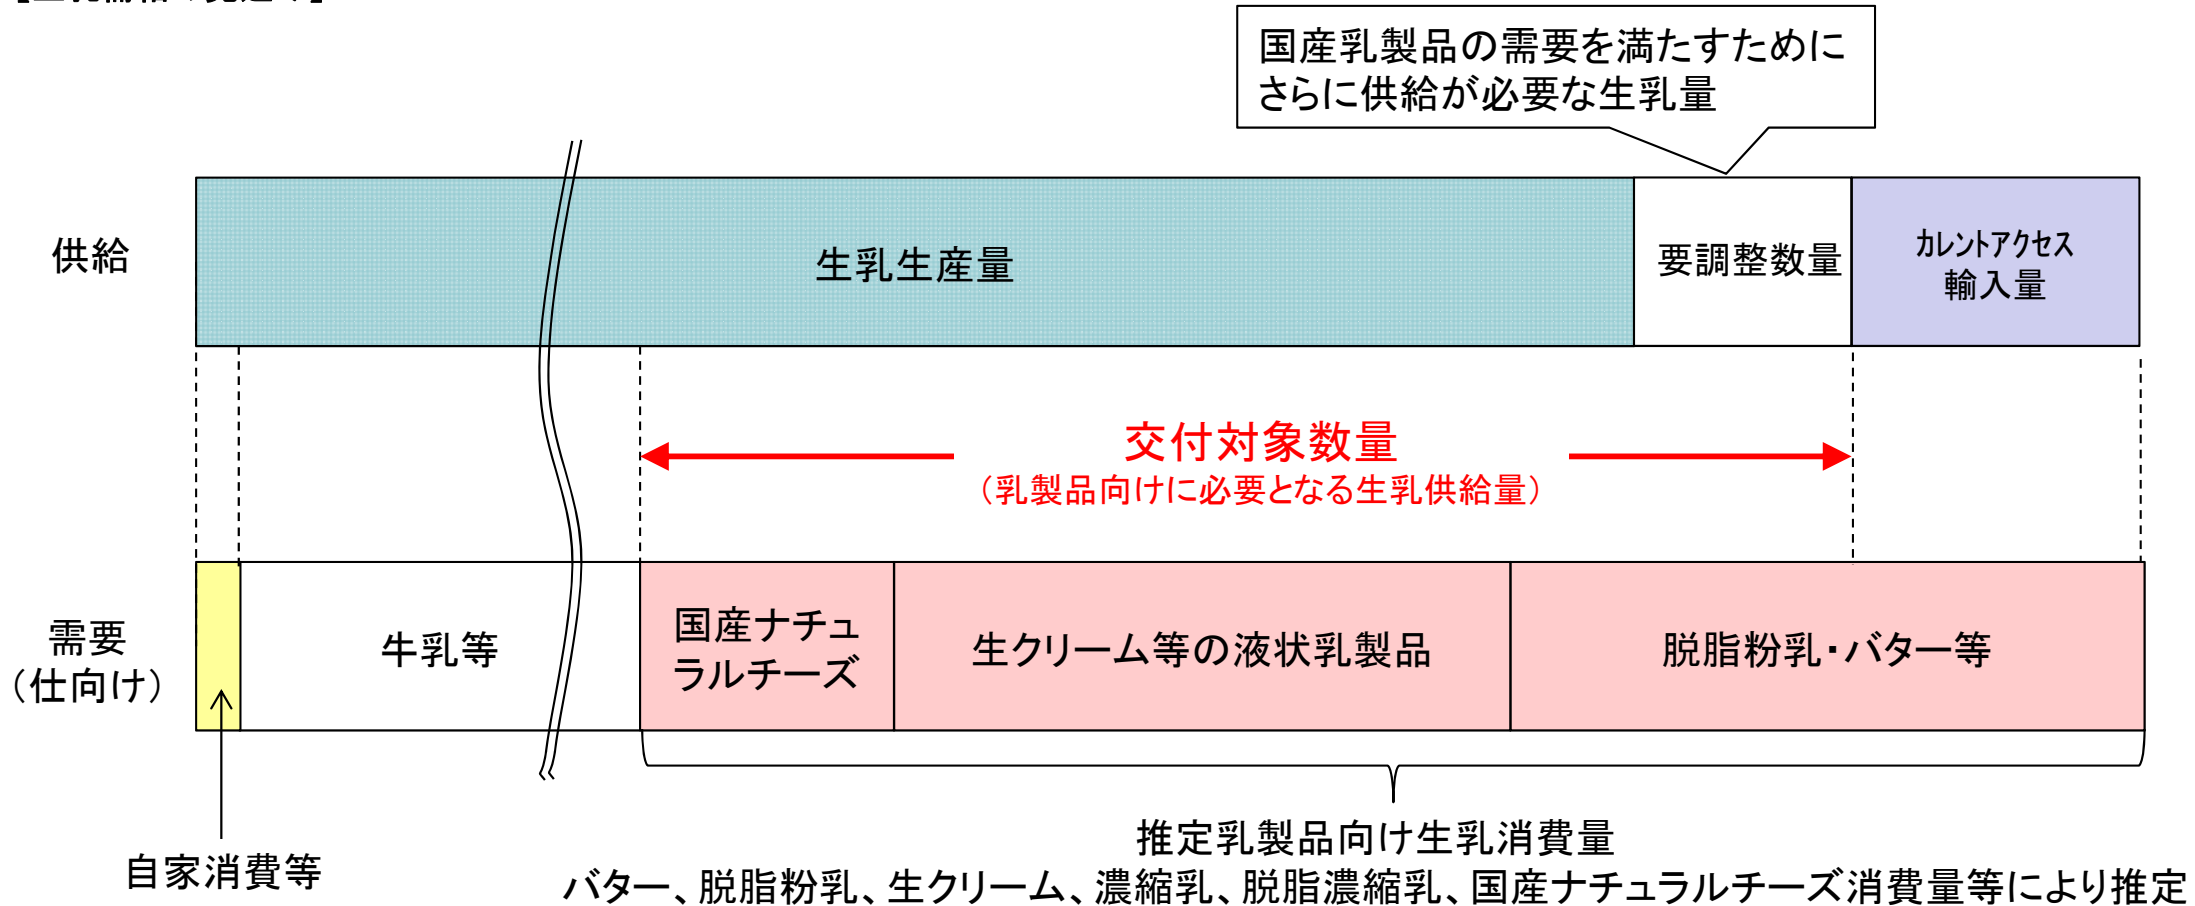 国産乳製品の需要を満たすために
さらに供給が必要な生乳量
供給
生乳生産量
要調整数量
カレントアクセス
輸入量
交付対象数量
（乳製品向けに必要となる生乳供給量）
需要
（仕向け）
牛乳等
国産ナチュ
ラルチーズ
生クリーム等の液状乳製品
脱脂粉乳・バター等
自家消費等
推定乳製品向け生乳消費量
バター、脱脂粉乳、生クリーム、濃縮乳、脱脂濃縮乳、国産ナチュラルチーズ消費量等により推定